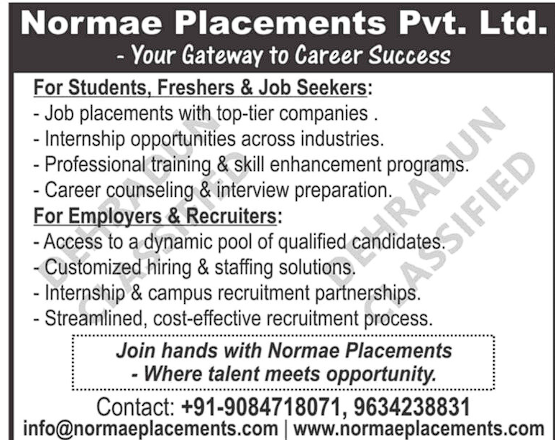 Normae Placements Pvt. Ltd.
- Your Gateway to Career Success
For Students, Freshers & Job Seekers:
- Job placements with top-tier companies .
- Internship opportunities across industries.
- Professional training & skill enhancement programs.
- Career counseling & interview preparation.
For Employers & Recruiters:
- Access to a dynamic pool of qualified candidates.
- Customized hiring & staffing solutions.
- Internship & campus recruitment partnerships.
- Streamlined, cost-effective recruitment process.
Join hands with Normae Placements
- Where talent meets opportunity.
Contact: +91-9084718071, 9634238831
info@normaeplacements.com | www.normaeplacements.com
DEHRADUN
CLASSIFIED
DEHRADUN
CLASSIFIED